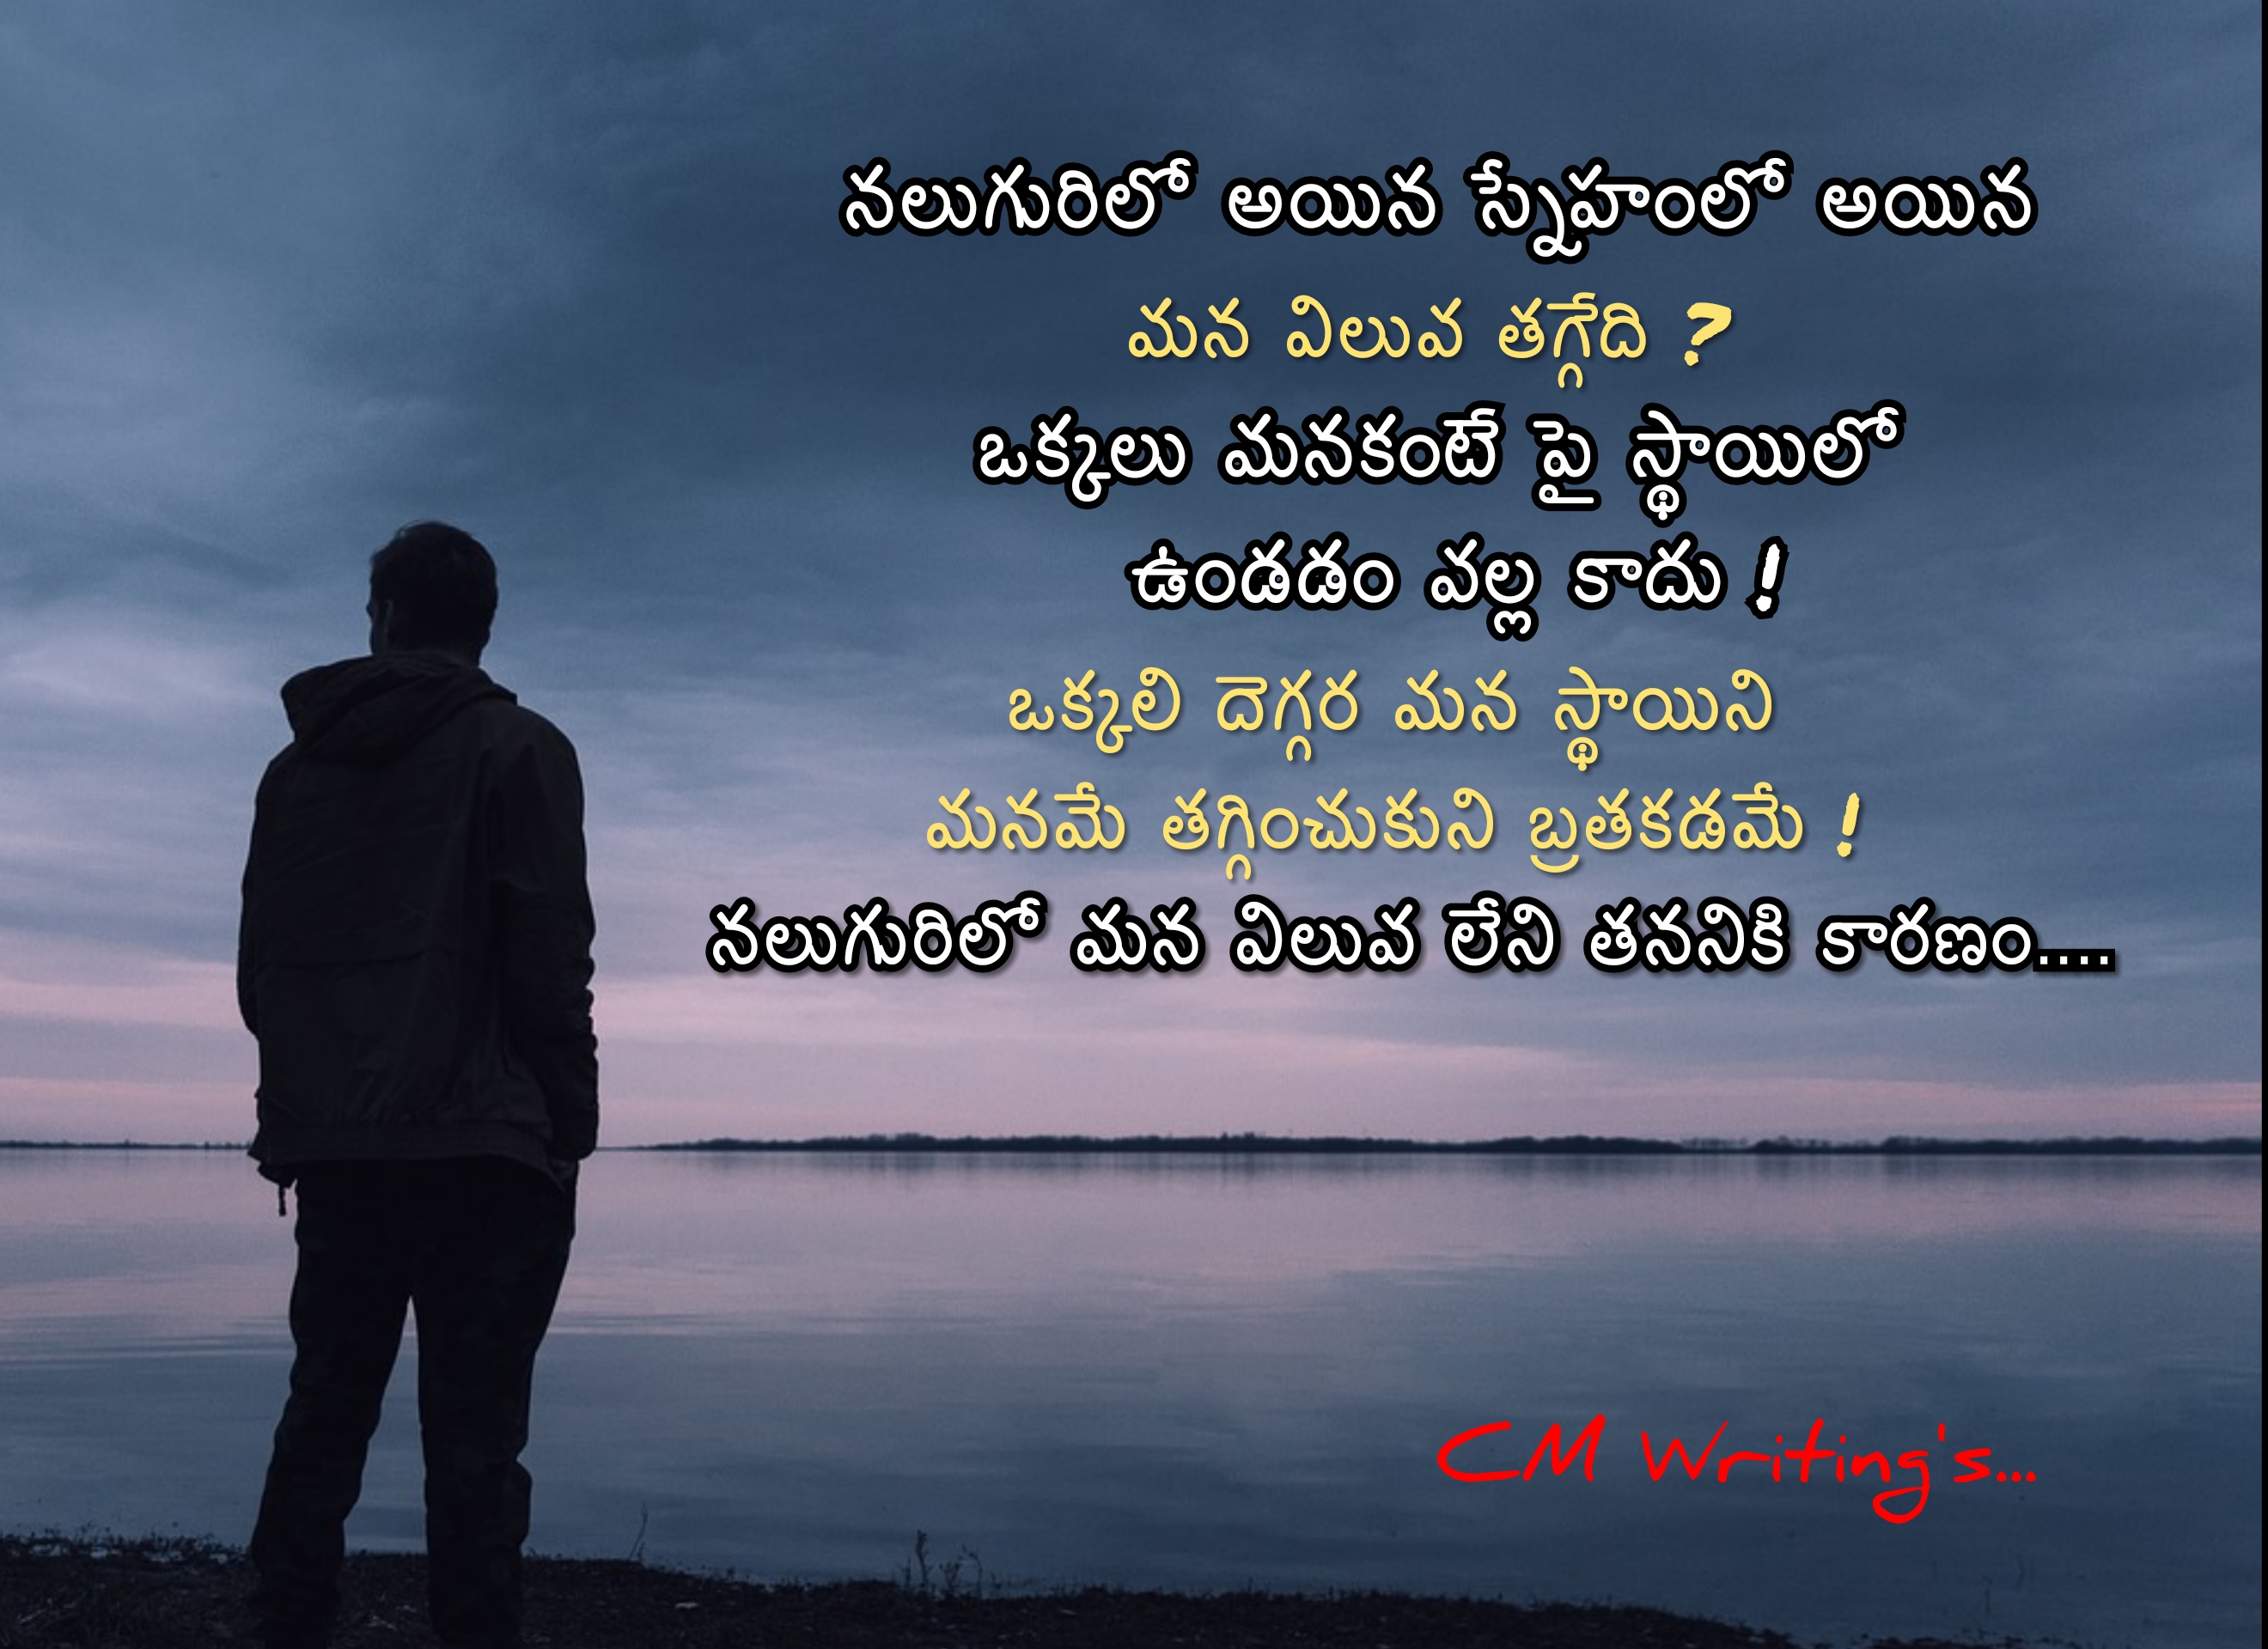 నలుగురిలో అయిన స్నేహంలో అయిన
మన విలువ తగ్గేది ?
ఒక్కలు మనకంటే పై స్థాయిలో
ఉండడం వల్ల కాదు !
ఒక్కలి దెగ్గర మన స్థాయిని
మనమే తగ్గించుకుని బ్రతకడమే !
నలుగురిలో మన విలువ లేని తననికి కారణం....
CM Writing's...